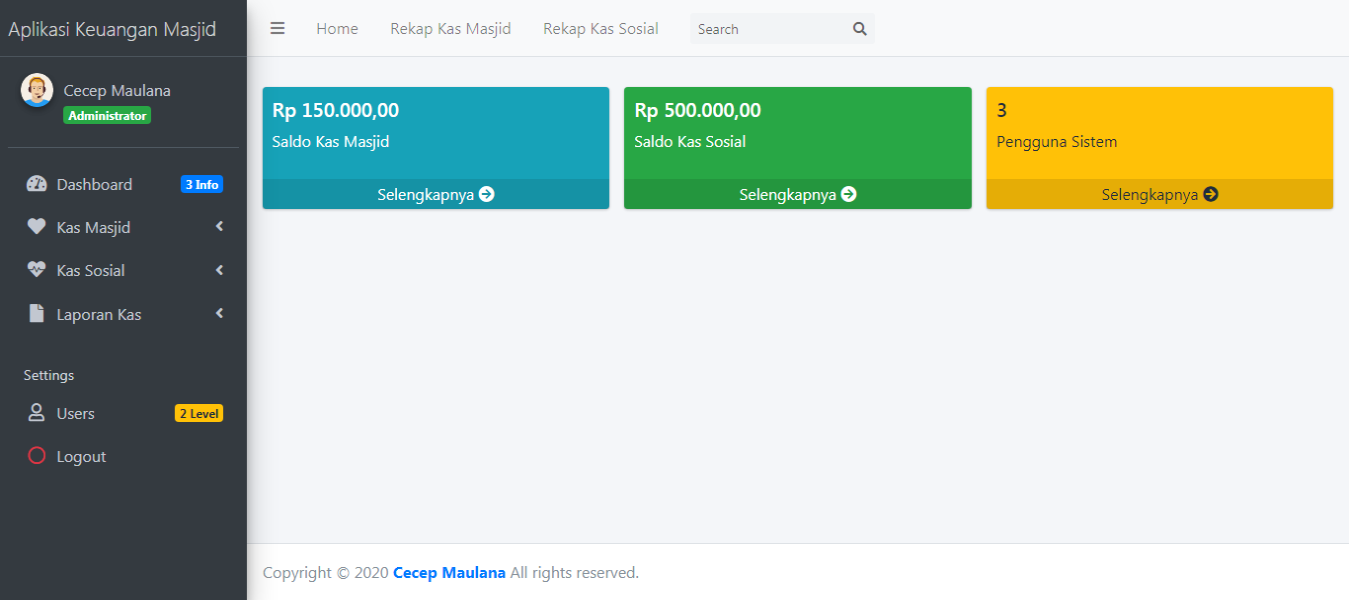 Aplikasi Keuangan Masjid
Cecep Maulana
Administrator
Dashboard 3 Info
Kas Masjid
Kas Sosial
Laporan Kas
Settings
Users 2 Level
Logout
Home Rekap Kas Masjid Rekap Kas Sosial Search
Rp 150.000,00
Saldo Kas Masjid
Selengkapnya
Rp 500.000,00
Saldo Kas Sosial
Selengkapnya
3
Pengguna Sistem
Selengkapnya
Copyright © 2020 Cecep Maulana All rights reserved.